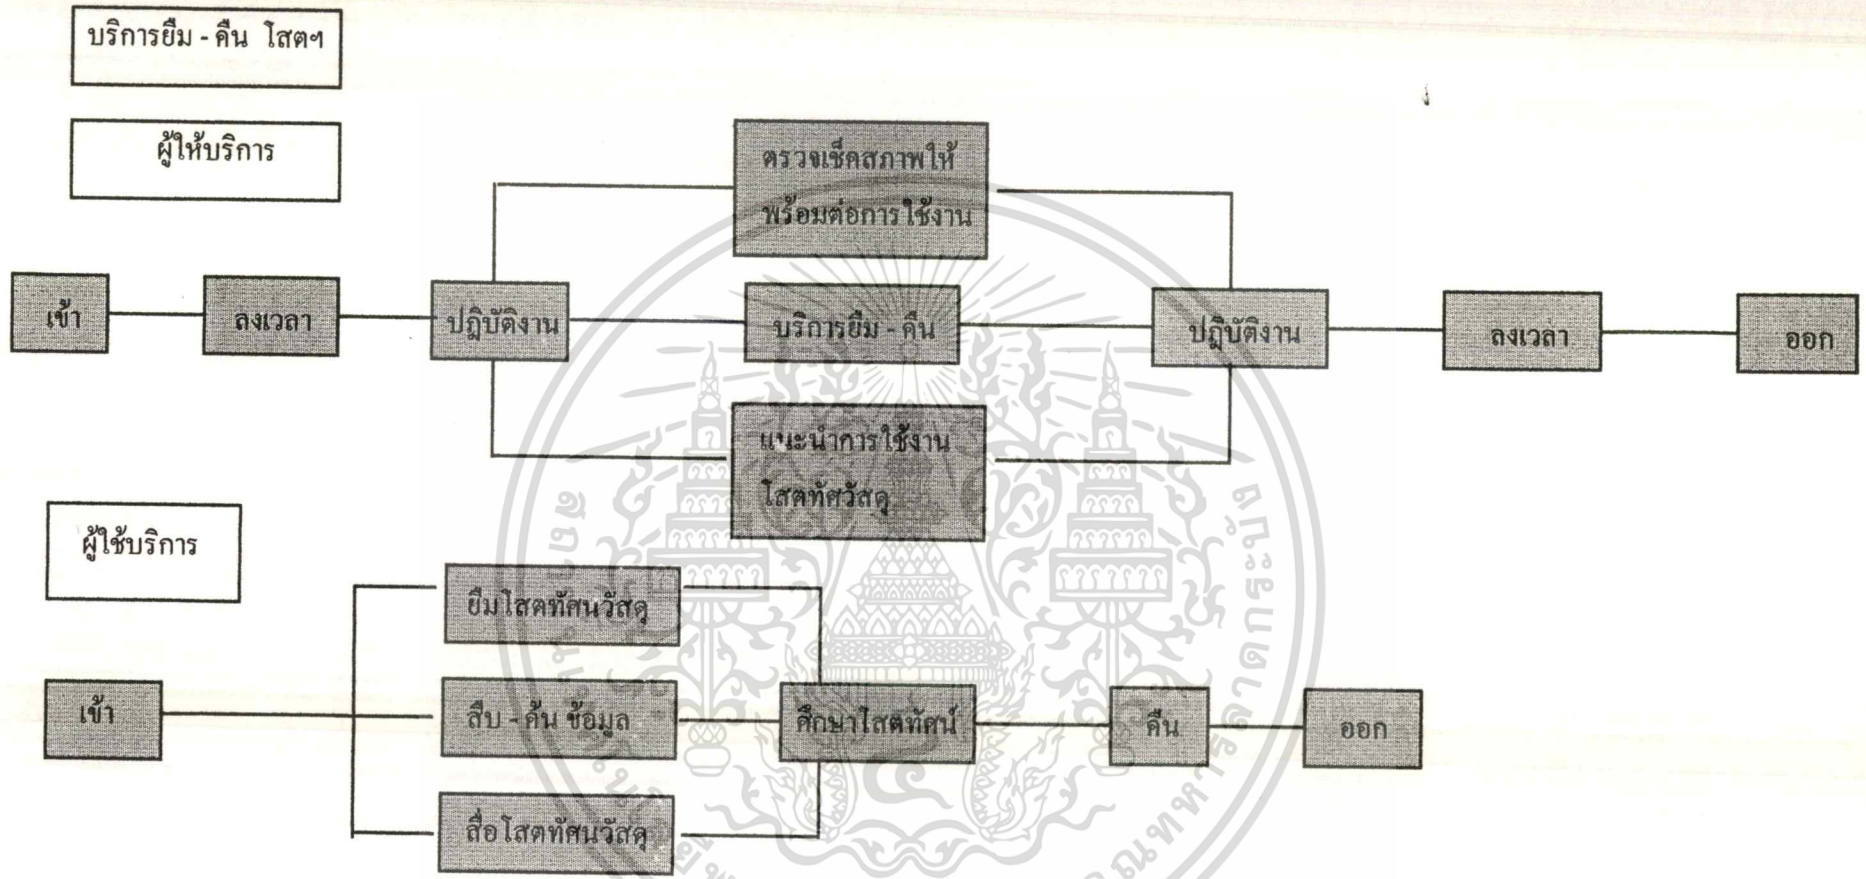 บริการยืม - คืน โสตฯ
ผู้ให้บริการ
ตรวจเช็คสภาพให้
พร้อมต่อการใช้งาน
เข้า
ลงเวลา
ปฎิบัติงาน
บริการยืม - คืน
ปฎิบัติงาน
ลงเวลา
ออก
แนะนำการใช้งาน
โสตทัศวัสดุ
ผู้ใช้บริการ
ยืมโสตทัศนวัสดุ
เข้า
สืบ - ค้น ข้อมูล
ศึกษาโสตทัศน์
คืน
ออก
สื่อโสตทัศนวัสดุ